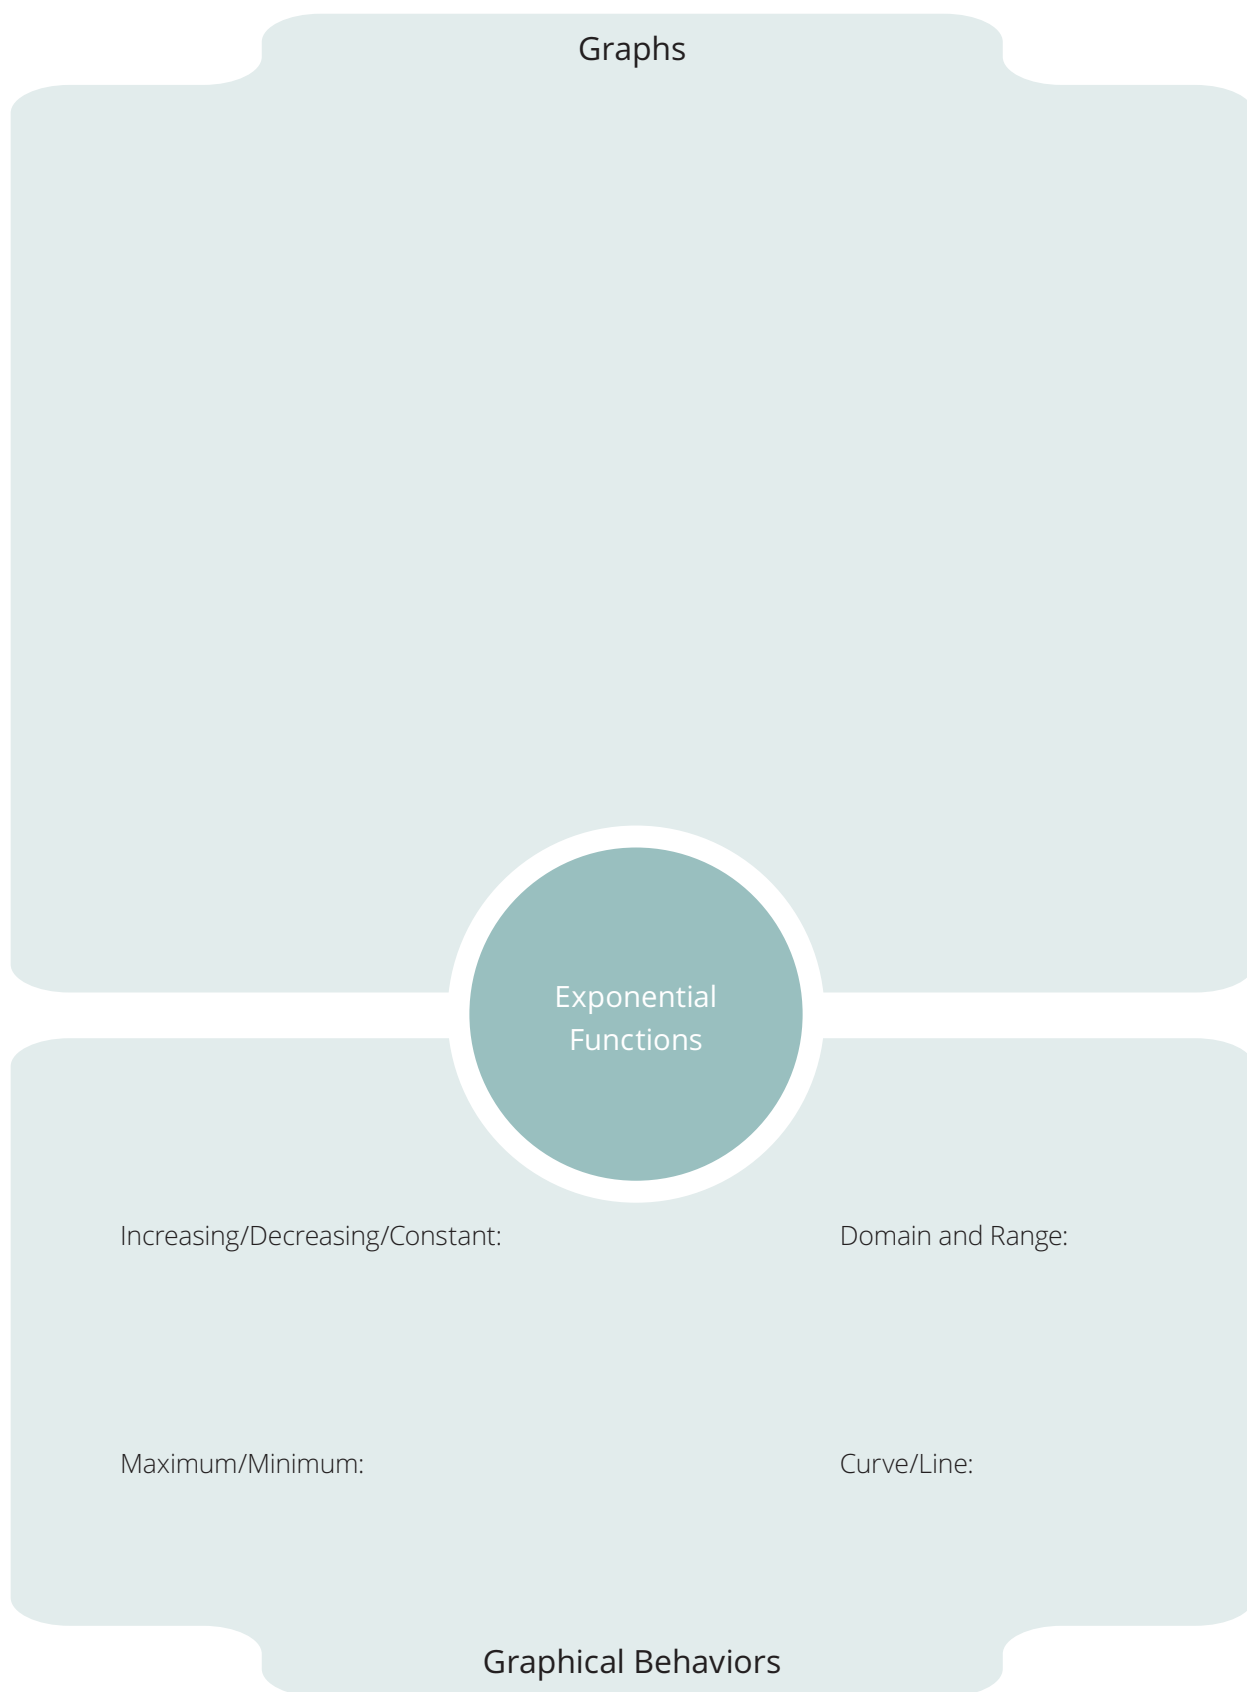 Graphs
Exponential
Functions
Increasing/Decreasing/Constant:
Domain and Range:
Maximum/Minimum:
Curve/Line:
Graphical Behaviors